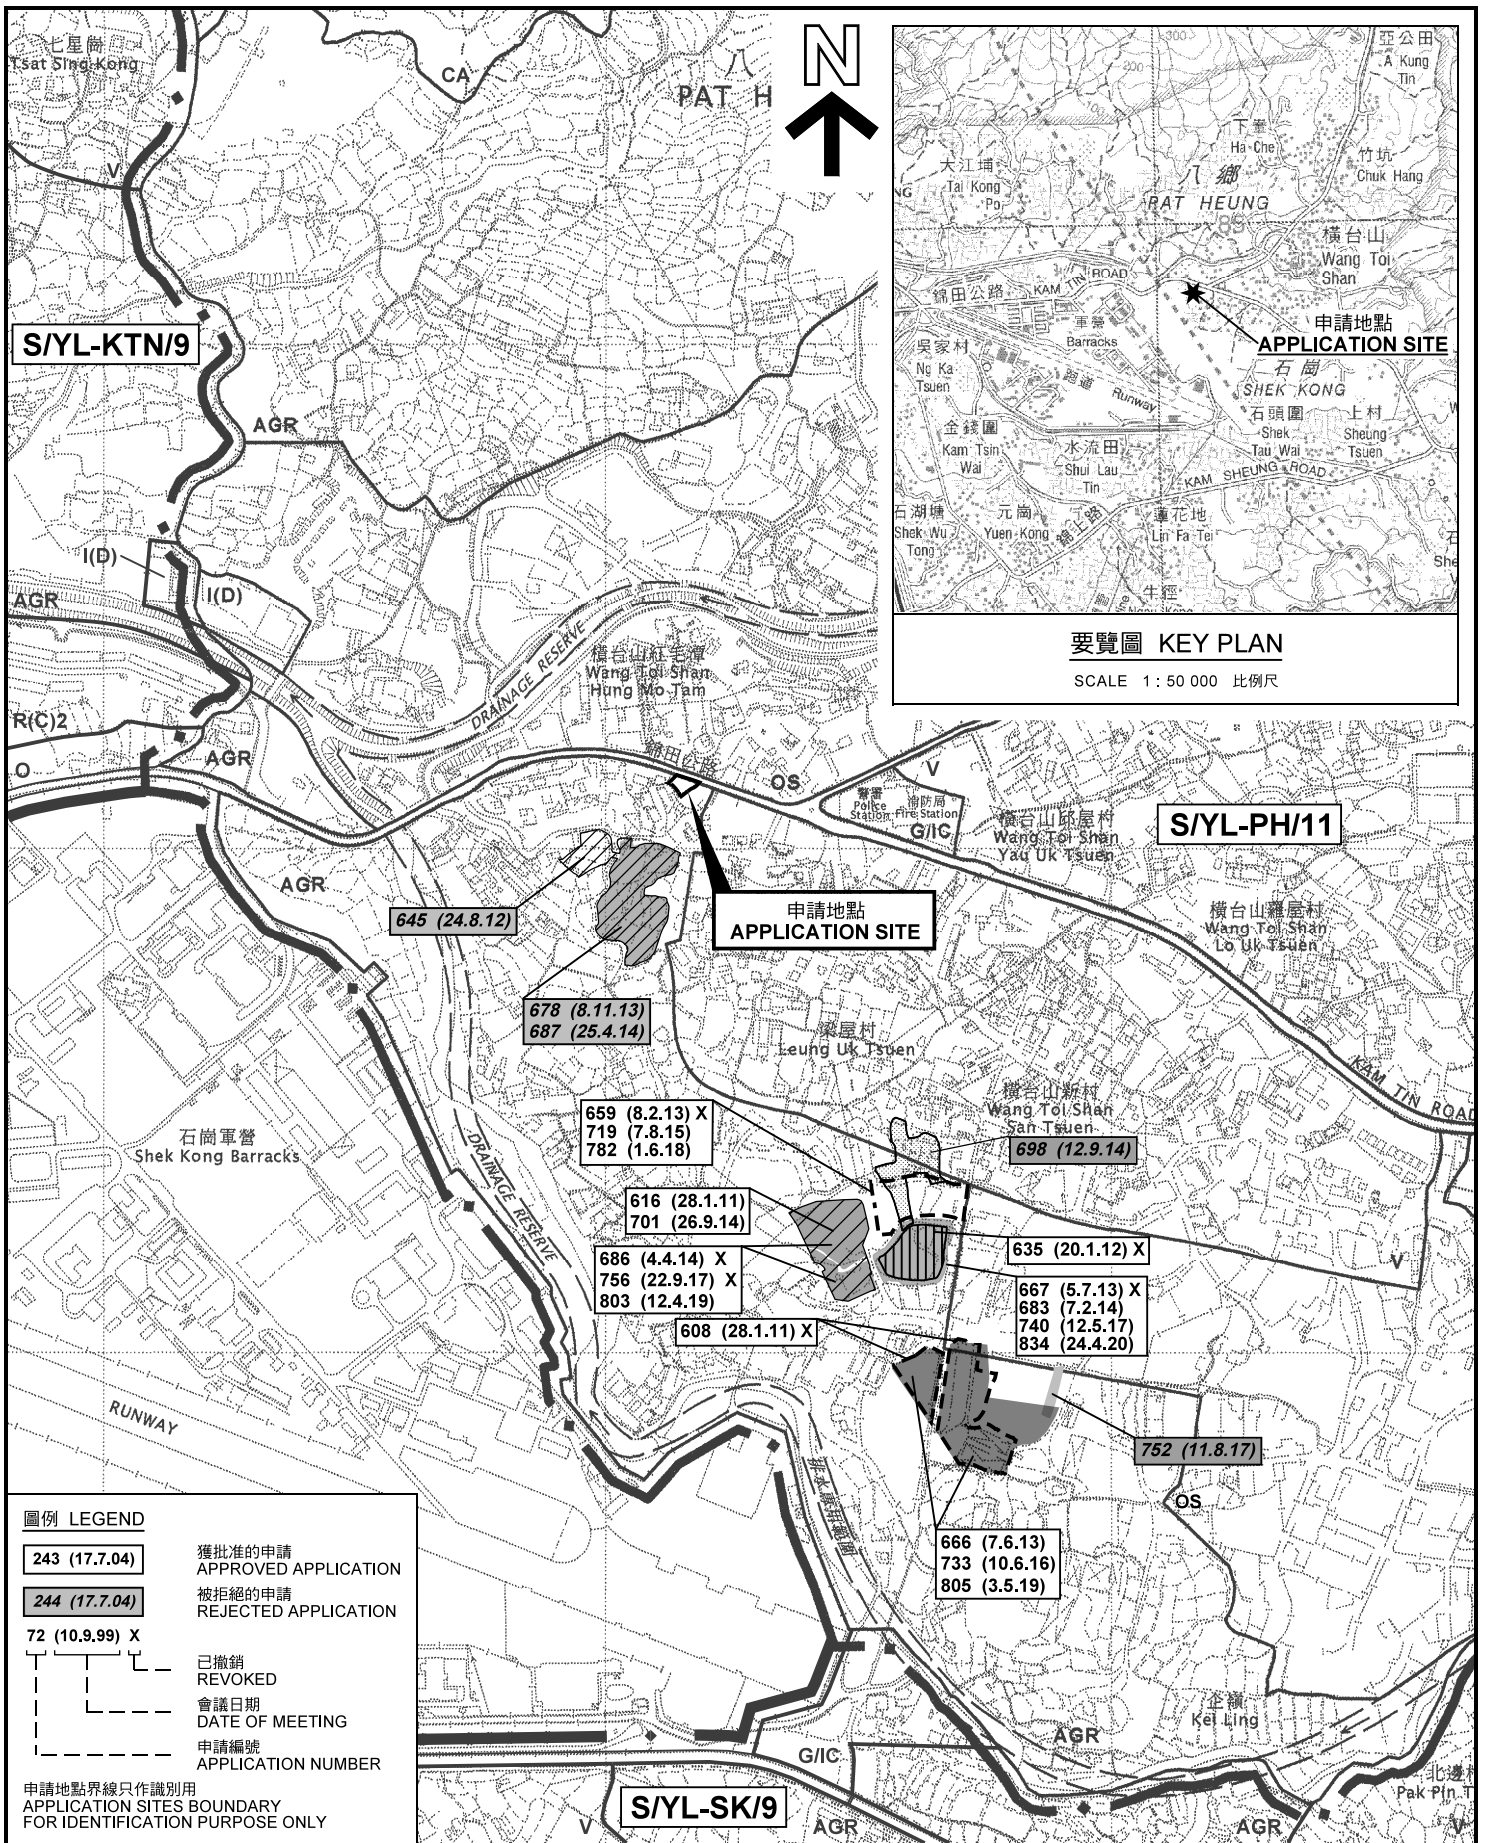 七星崗
Tsat Sing Kong
CA
八
PAT H
N
V
S/YL-KTN/9
AGR
I(D)
I(D)
AGR
R(C)2
O
AGR
AGR
DRAINAGE RESERVE
橫台山紅毛潭
Wang Toi Shan
Hung Mo Tam
錦田公路
OS
V
警署
Police
Station
消防局
Fire Station
G/IC
橫台山邱屋村
Wang Toi Shan
Yau Uk Tsuen
S/YL-PH/11
橫台山羅屋村
Wang Toi Shan
Lo Uk Tsuen
亞公田
A Kung
Tin
300
200
100
下輋
Ha Che
大江埔
Tai Kong
Po
竹坑
Chuk Hang
八鄉
PAT HEUNG
89
橫台山
Wang Toi
Shan
錦田公路
KAM TIN ROAD
軍營
Barracks
申請地點
APPLICATION SITE
吳家村
Ng Ka
Tsuen
跑道
Runway
石崗
SHEK KONG
石頭圍
Shek
Tau Wai
上村
Sheung
Tsuen
金錢圍
Kam Tsin
Wai
水流田
Shui Lau
Tin
KAM SHEUNG ROAD
錦上路
石湖塘
Shek Wu
Tong
元崗
Yuen Kong
蓮花地
Lin Fa Tei
牛徑
要覽圖 KEY PLAN
SCALE 1 : 50 000 比例尺
645 (24.8.12)
申請地點
APPLICATION SITE
678 (8.11.13)
687 (25.4.14)
梁屋村
Leung Uk Tsuen
KAM TIN ROAD
橫台山新村
Wang Toi Shan
San Tsuen
698 (12.9.14)
石崗軍營
Shek Kong Barracks
DRAINAGE RESERVE
659 (8.2.13) X
719 (7.8.15)
782 (1.6.18)
616 (28.1.11)
701 (26.9.14)
686 (4.4.14) X
756 (22.9.17) X
803 (12.4.19)
635 (20.1.12) X
667 (5.7.13) X
683 (7.2.14)
740 (12.5.17)
834 (24.4.20)
V
608 (28.1.11) X
752 (11.8.17)
RUNWAY
排水專用範圍
OS
666 (7.6.13)
733 (10.6.16)
805 (3.5.19)
企嶺
Kei Ling
AGR
G/IC
北邊村
Pak Pin T
S/YL-SK/9
V
AGR
AGR
V
圖例 LEGEND
243 (17.7.04)
獲批准的申請
APPROVED APPLICATION
244 (17.7.04)
被拒絕的申請
REJECTED APPLICATION
72 (10.9.99) X
已撤銷
REVOKED
會議日期
DATE OF MEETING
申請編號
APPLICATION NUMBER
申請地點界線只作識別用
APPLICATION SITES BOUNDARY
FOR IDENTIFICATION PURPOSE ONLY